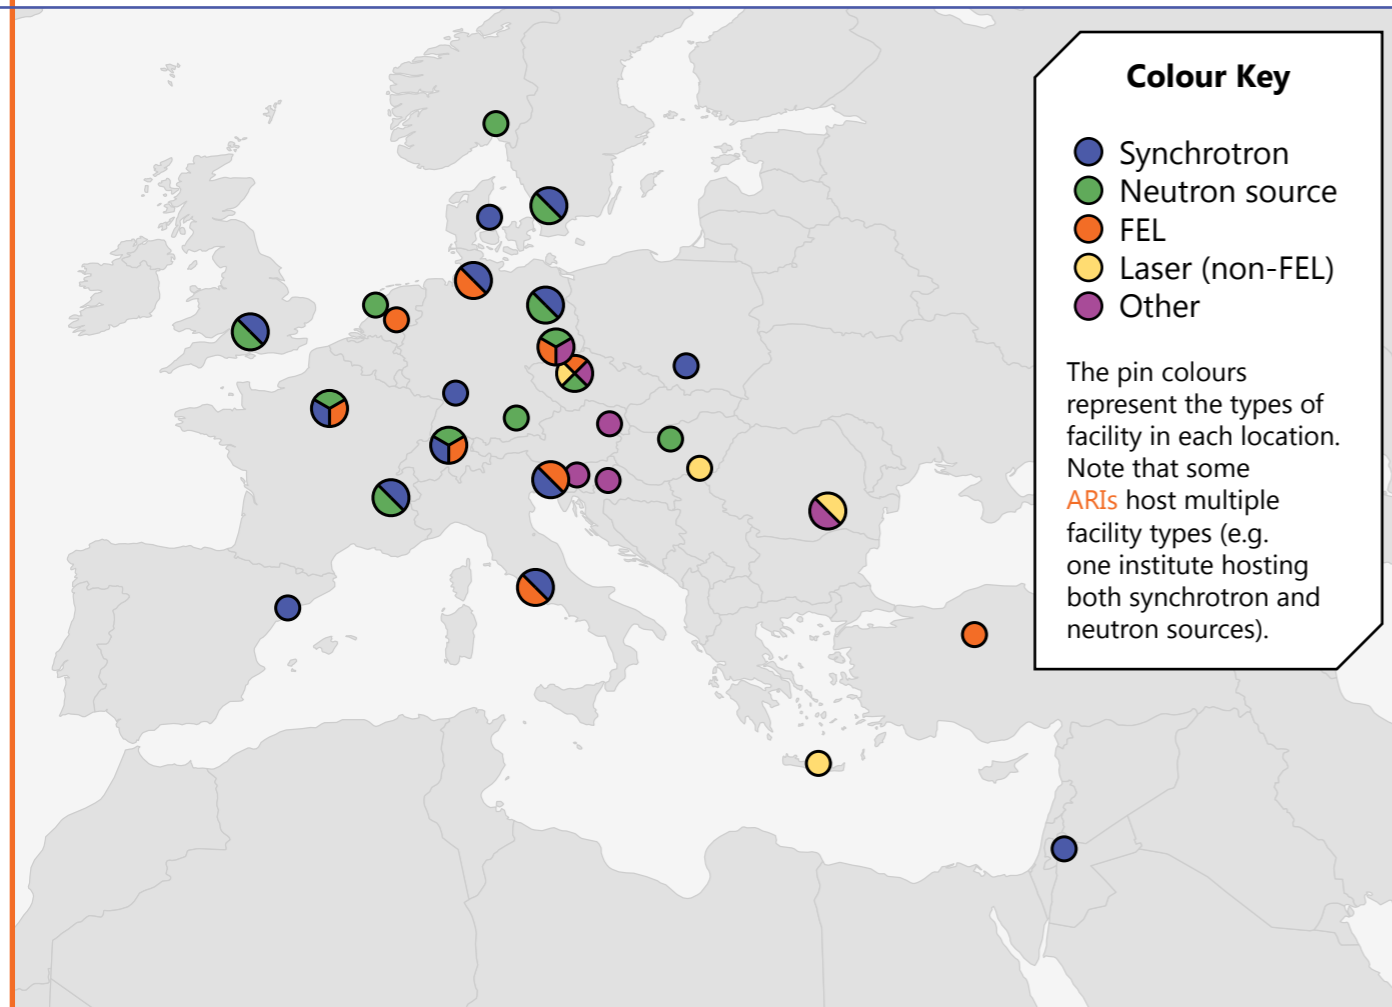 Colour Key
Synchrotron
Neutron source
FEL
Laser (non-FEL)
Other
The pin colours
represent the types of
facility in each location.
Note that some
ARIs host multiple
facility types (e.g.
one institute hosting
both synchrotron and
neutron sources).